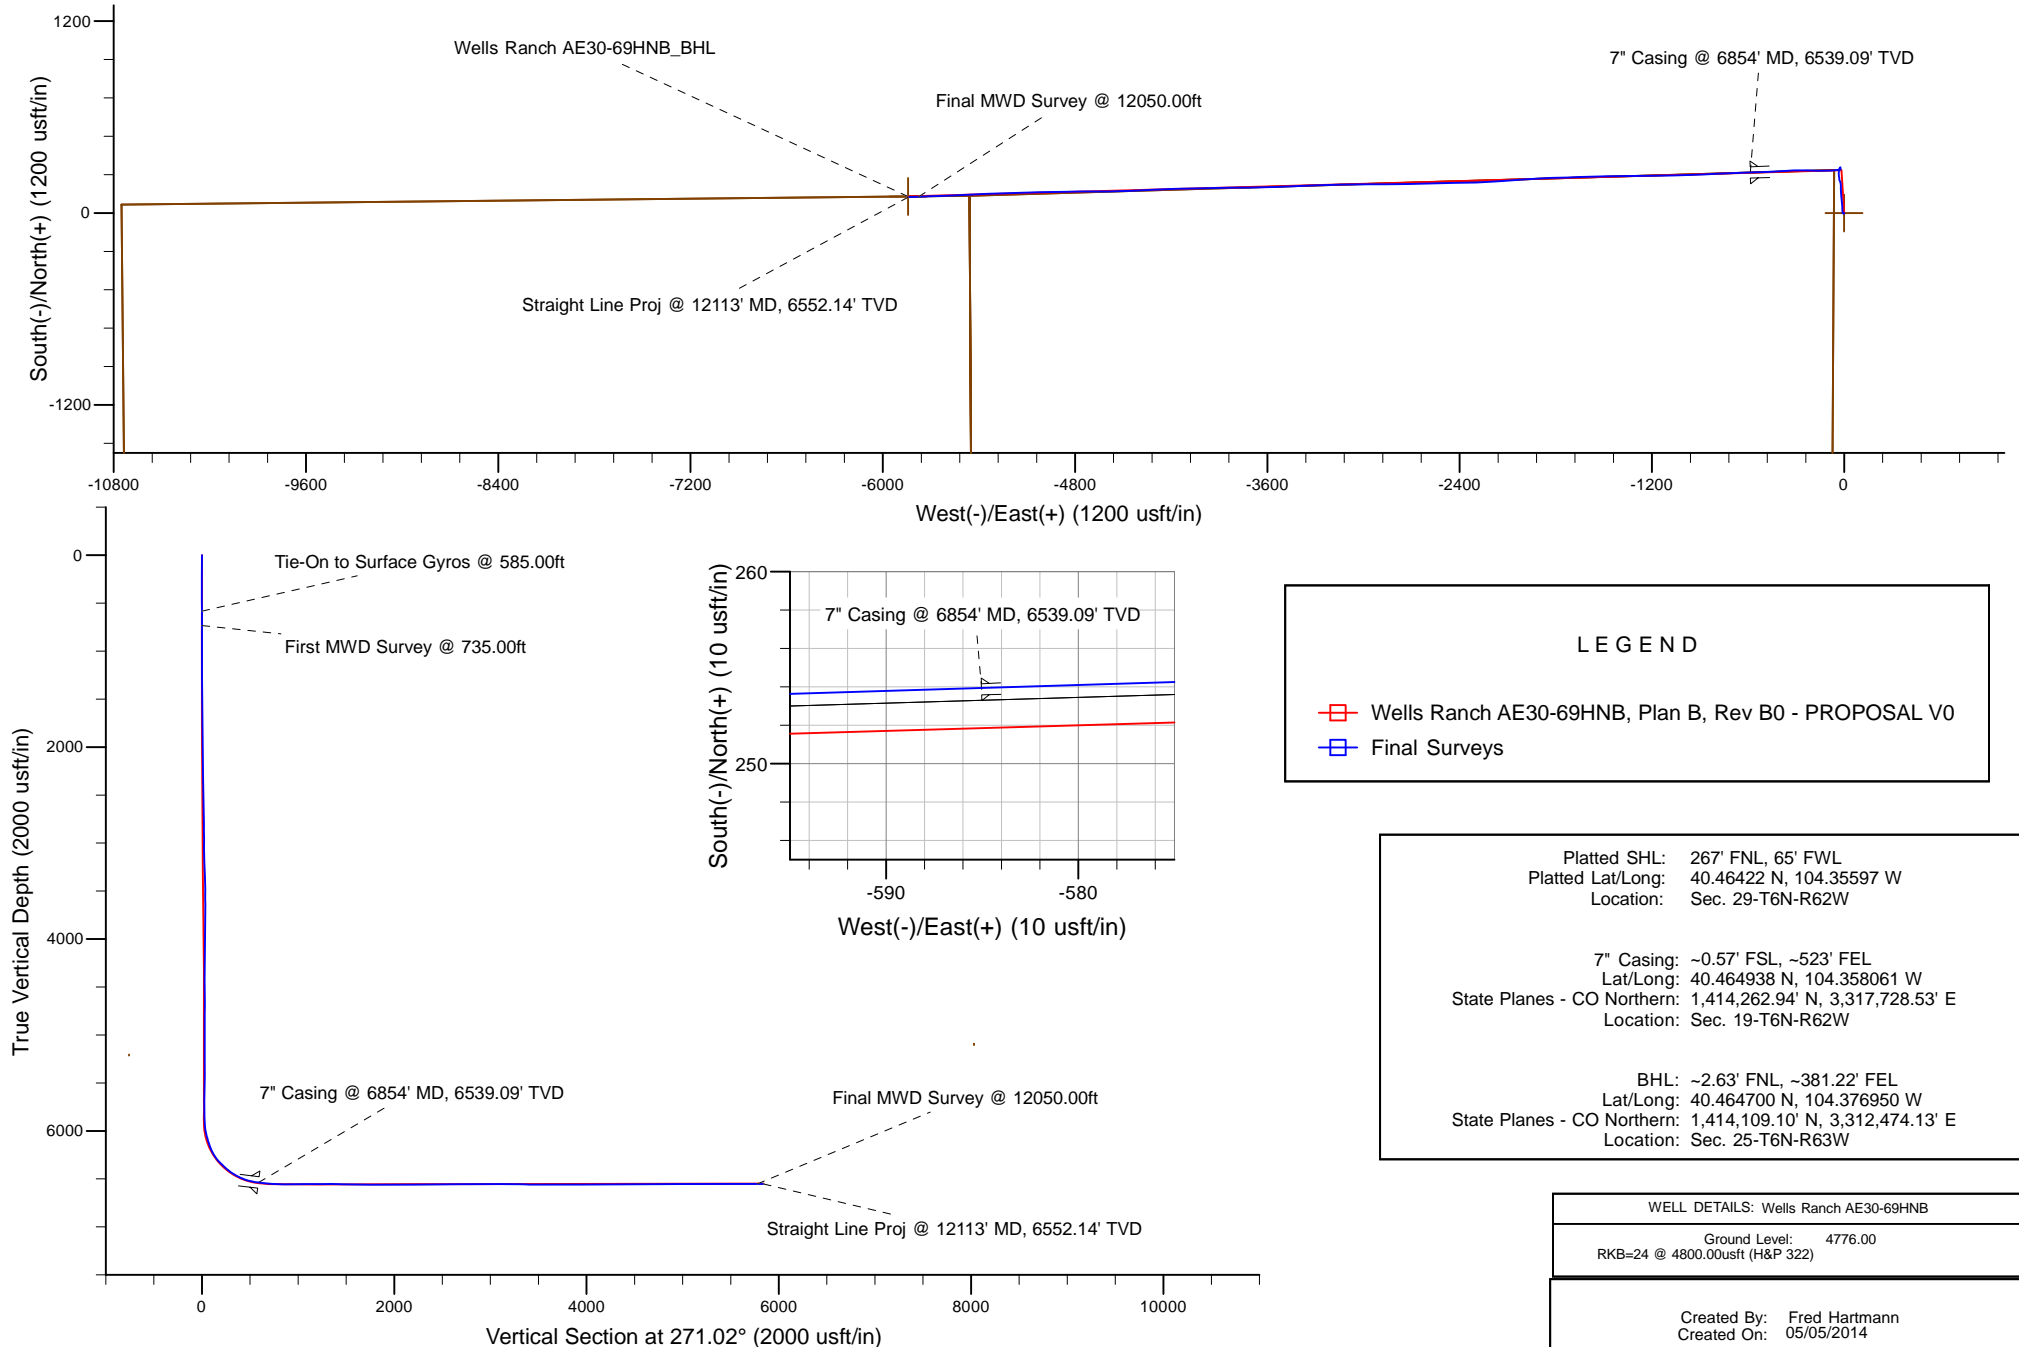 1200
0
-1200
South(-)/North(+) (1200 usft/in)
Wells Ranch AE30-69HNB_BHL
Final MWD Survey @ 12050.00ft
7" Casing @ 6854' MD, 6539.09' TVD
Straight Line Proj @ 12113' MD, 6552.14' TVD
-10800 -9600 -8400 -7200 -6000 -4800 -3600 -2400 -1200 0
West(-)/East(+) (1200 usft/in)
0
2000
4000
6000
True Vertical Depth (2000 usft/in)
Tie-On to Surface Gyros @ 585.00ft
First MWD Survey @ 735.00ft
7" Casing @ 6854' MD, 6539.09' TVD
Final MWD Survey @ 12050.00ft
Straight Line Proj @ 12113' MD, 6552.14' TVD
0 2000 4000 6000 8000 10000
Vertical Section at 271.02° (2000 usft/in)
260
250
South(-)/North(+) (10 usft/in)
7" Casing @ 6854' MD, 6539.09' TVD
-590 -580
West(-)/East(+) (10 usft/in)
LEGEND
Wells Ranch AE30-69HNB, Plan B, Rev B0 - PROPOSAL V0
Final Surveys
Platted SHL: 267' FNL, 65' FWL
Platted Lat/Long: 40.46422 N, 104.35597 W
Location: Sec. 29-T6N-R62W
7" Casing: ~0.57' FSL, ~523' FEL
Lat/Long: 40.464938 N, 104.358061 W
State Planes - CO Northern: 1,414,262.94' N, 3,317,728.53' E
Location: Sec. 19-T6N-R62W
BHL: ~2.63' FNL, ~381.22' FEL
Lat/Long: 40.464700 N, 104.376950 W
State Planes - CO Northern: 1,414,109.10' N, 3,312,474.13' E
Location: Sec. 25-T6N-R63W
WELL DETAILS: Wells Ranch AE30-69HNB
Ground Level: 4776.00
RKB=24 @ 4800.00usft (H&P 322)
Created By: Fred Hartmann
Created On: 05/05/2014